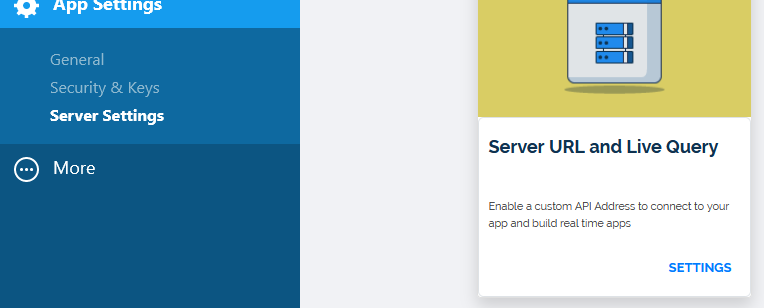 App Settings
General
Security & Keys
Server Settings
More
Server URL and Live Query
Enable a custom API Address to connect to your
app and build real time apps
SETTINGS